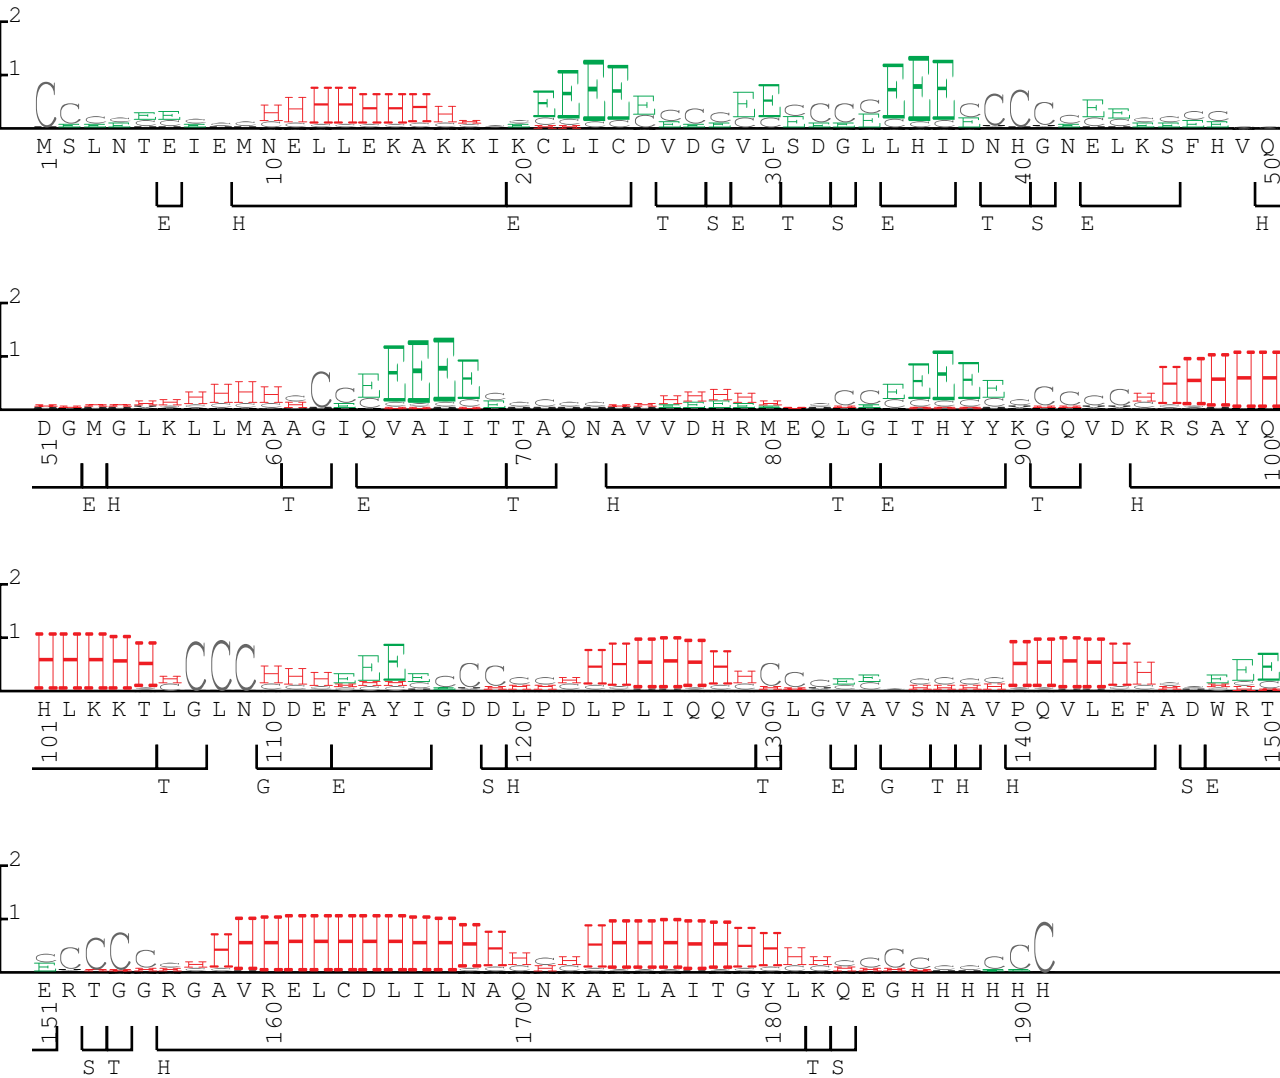 2
1
M S L N T E I E M N E L L E K A K K I K C L I C D V D G V L S D G L L H I D N H G N E L K S F H V Q
1 10 20 30 40 50
E H E T S E T S E T S E H
2
1
D G M G L K L L M A A G I Q V A I I T T A Q N A V V D H R M E Q L G I T H Y Y K G Q V D K R S A Y Q
51 60 70 80 90 100
E H T E T H T E T H
2
1
H L K K T L G L N D D E F A Y I G D D L P D L P L I Q Q V G L G V A V S N A V P Q V L E F A D W R T
101 110 120 130 140 150
T G E S H T E G T H H S E
2
1
E R T G G R G A V R E L C D L I L N A Q N K A E L A I T G Y L K Q E G H H H H H H
151 160 170 180 190
S T H T S